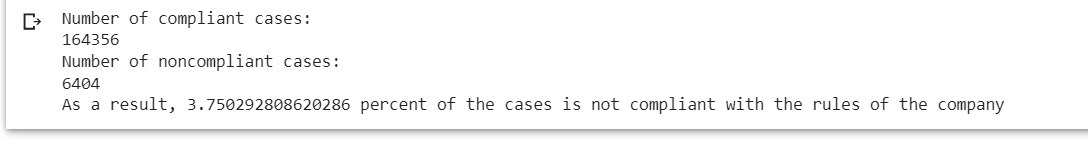 Number of compliant cases:
164356
Number of noncompliant cases:
6404
As a result, 3.750292808620286 percent of the cases is not compliant with the rules of the company